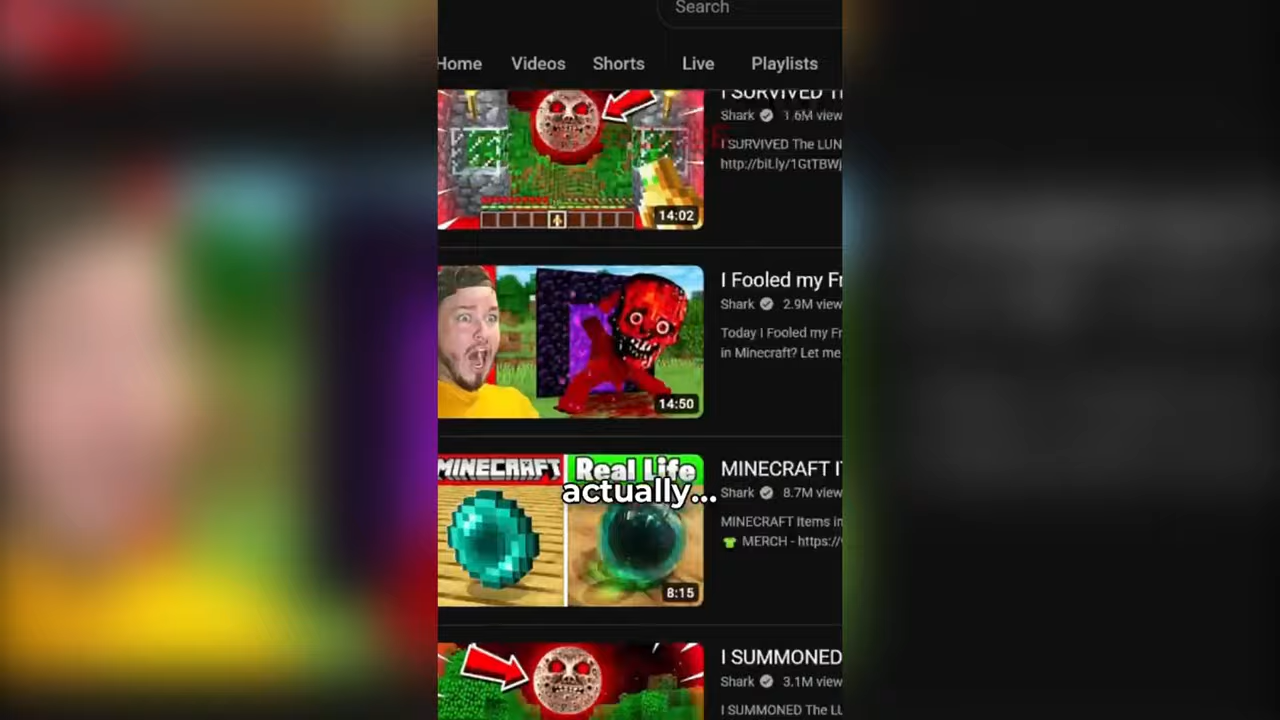 Search
Home Videos Shorts Live Playlists
I SURVIVED
Shark 1.6M view
I SURVIVED The LUN
http://bit.ly/1GtTBWj
14:02
I Fooled my Fr
Shark 2.9M view
Today I Fooled my Fr
in Minecraft? Let me
14:50
MINECRAFT Real Life
actually...
MINECRAFT I
Shark 8.7M view
MINECRAFT Items in
MERCH - https://
8:15
I SUMMONED
Shark 3.1M view
I SUMMONED The LU